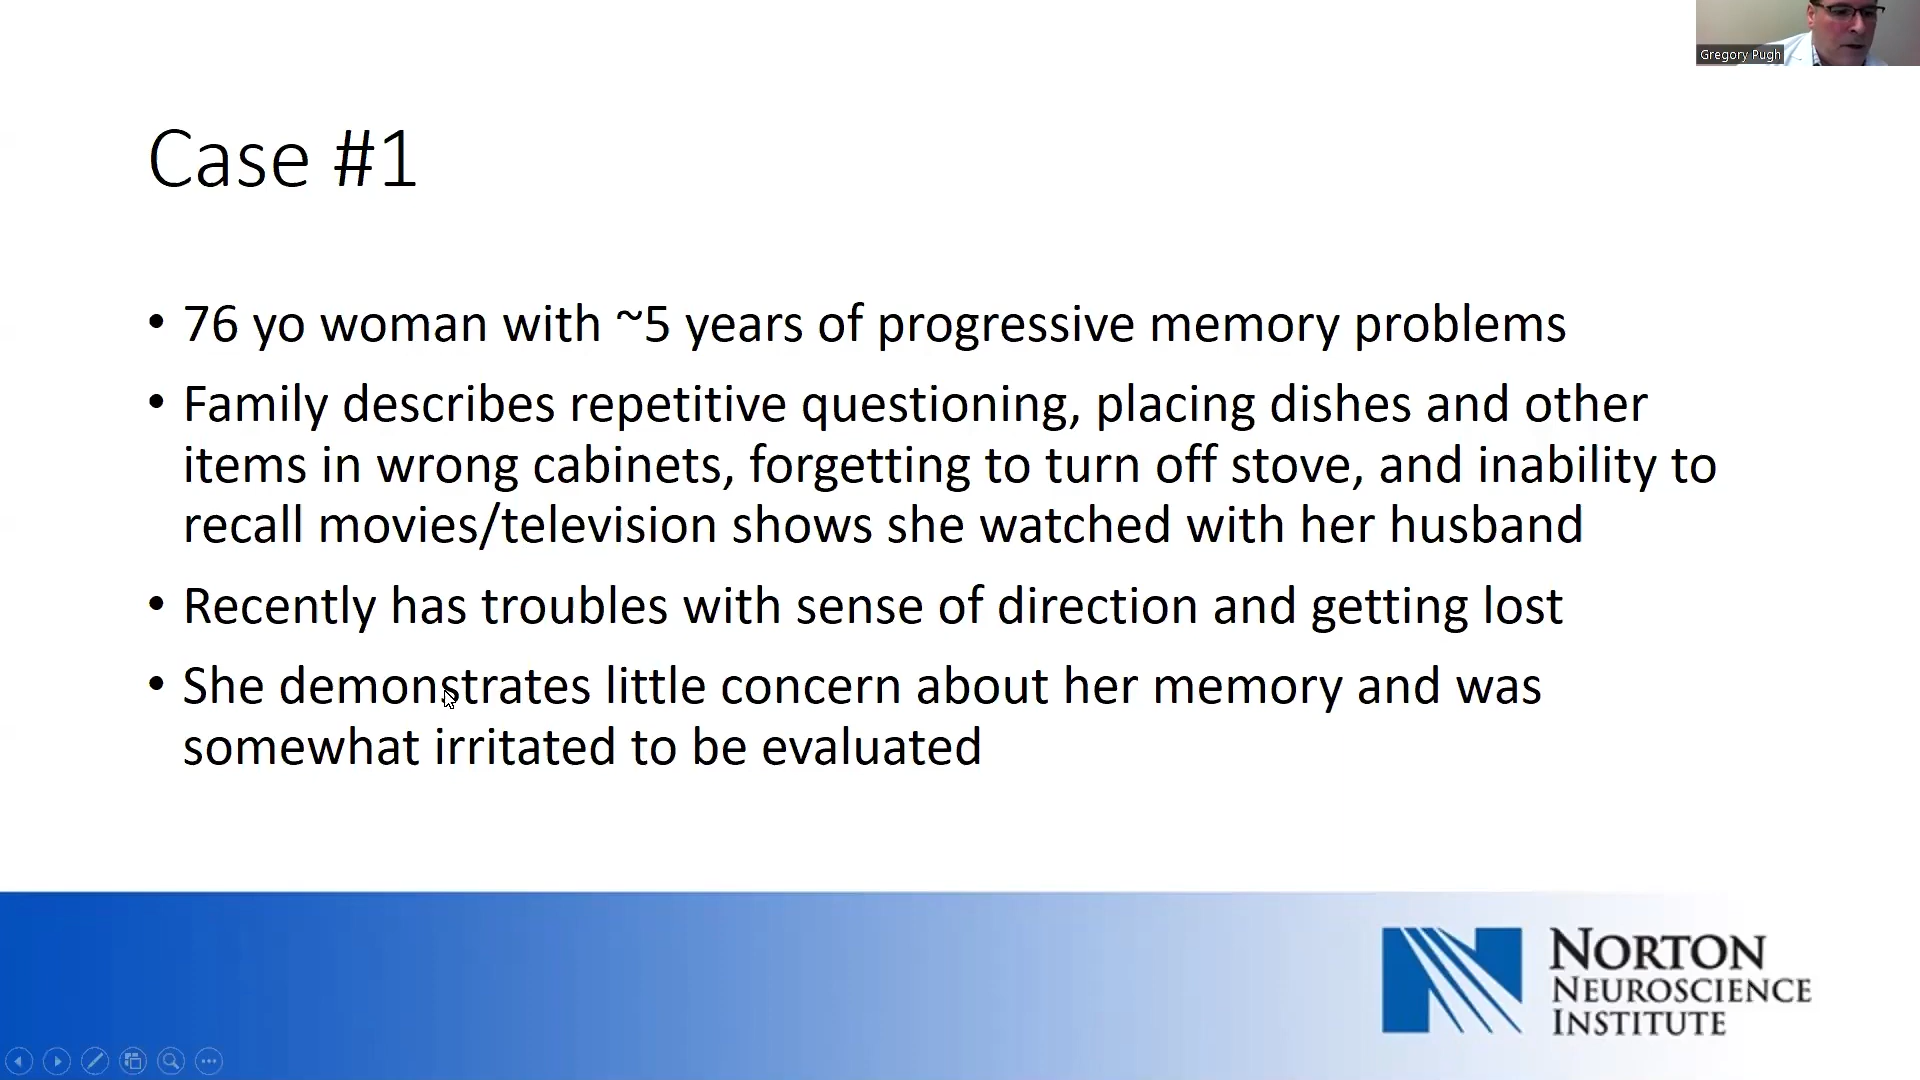 Gregory Pugh
Case #1
• 76 yo woman with ~5 years of progressive memory problems
• Family describes repetitive questioning, placing dishes and other
items in wrong cabinets, forgetting to turn off stove, and inability to
recall movies/television shows she watched with her husband
• Recently has troubles with sense of direction and getting lost
• She demonstrates little concern about her memory and was
somewhat irritated to be evaluated
NORTON
NEUROSCIENCE
INSTITUTE